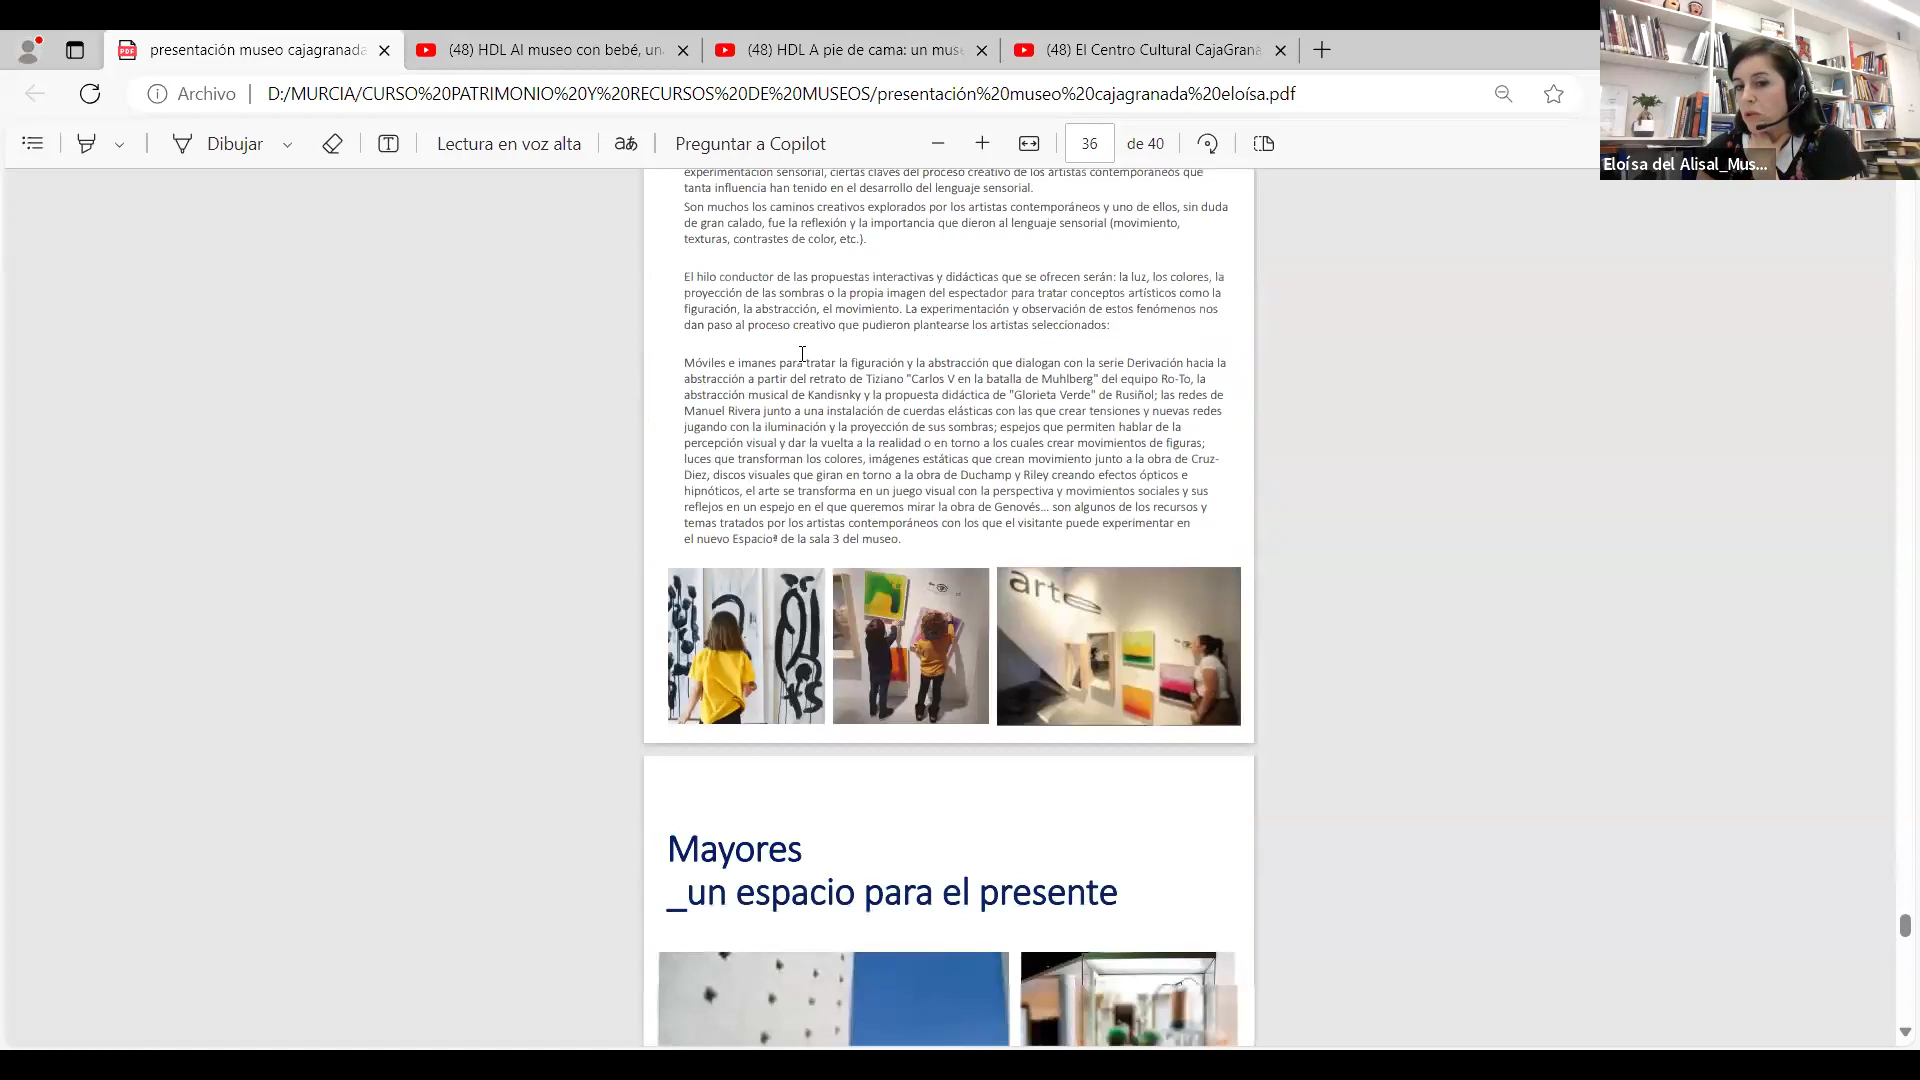 presentación museo cajagranada
(48) HDL Al museo con bebé, un
(48) HDL A pie de cama: un muse
(48) El Centro Cultural CajaGrana
Archivo
D:/MURCIA/CURSO%20PATRIMONIO%20Y%20RECURSOS%20DE%20MUSEOS/presentación%20museo%20cajagranada%20eloísa.pdf
Dibujar
Lectura en voz alta
aあ
Preguntar a Copilot
36
de 40
Eloísa del Alisal_Mus...
experimentación sensorial, ciertas claves del proceso creativo de los artistas contemporáneos que
tanta influencia han tenido en el desarrollo del lenguaje sensorial.
Son muchos los caminos creativos explorados por los artistas contemporáneos y uno de ellos, sin duda
de gran calado, fue la reflexión y la importancia que dieron al lenguaje sensorial (movimiento,
texturas, contrastes de color, etc.).
El hilo conductor de las propuestas interactivas y didácticas que se ofrecen serán: la luz, los colores, la
proyección de las sombras o la propia imagen del espectador para tratar conceptos artísticos como la
figuración, la abstracción, el movimiento. La experimentación y observación de estos fenómenos nos
dan paso al proceso creativo que pudieron plantearse los artistas seleccionados:
Móviles e imanes para tratar la figuración y la abstracción que dialogan con la serie Derivación hacia la
abstracción a partir del retrato de Tiziano "Carlos V en la batalla de Muhlberg" del equipo Ro-To, la
abstracción musical de Kandisnky y la propuesta didáctica de "Glorieta Verde" de Rusiñol; las redes de
Manuel Rivera junto a una instalación de cuerdas elásticas con las que crear tensiones y nuevas redes
jugando con la iluminación y la proyección de sus sombras; espejos que permiten hablar de la
percepción visual y dar la vuelta a la realidad o en torno a los cuales crear movimientos de figuras;
luces que transforman los colores, imágenes estáticas que crean movimiento junto a la obra de Cruz-
Diez, discos visuales que giran en torno a la obra de Duchamp y Riley creando efectos ópticos e
hipnóticos, el arte se transforma en un juego visual con la perspectiva y movimientos sociales y sus
reflejos en un espejo en el que queremos mirar la obra de Genovés... son algunos de los recursos y
temas tratados por los artistas contemporáneos con los que el visitante puede experimentar en
el nuevo Espacioª de la sala 3 del museo.
arte
Mayores
_un espacio para el presente